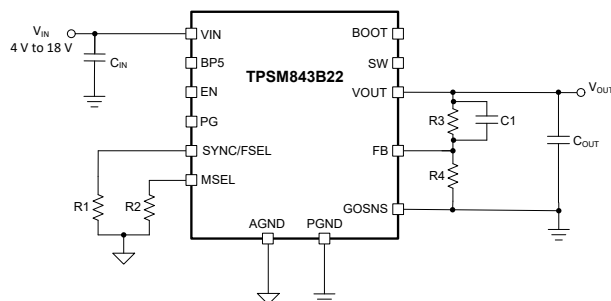 VIN
4 V to 18 V
CIN
VIN
BP5
EN
PG
SYNC/FSEL
MSEL
R1
R2
TPSM843B22
BOOT
SW
VOUT
FB
GOSNS
AGND
PGND
R3
C1
R4
VOUT
COUT